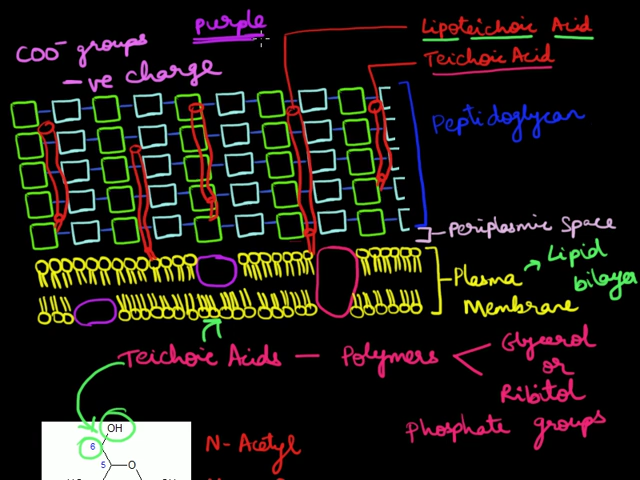 purple
COO⁻ groups
-ve charge
Lipoteichoic Acid
Teichoic Acid
Peptidoglycan
Periplasmic Space
Plasma Membrane
Lipid bilayer
Teichoic Acids — Polymers
Glycerol
or
Ribitol
Phosphate groups
OH
6
5
O
N-Acetyl